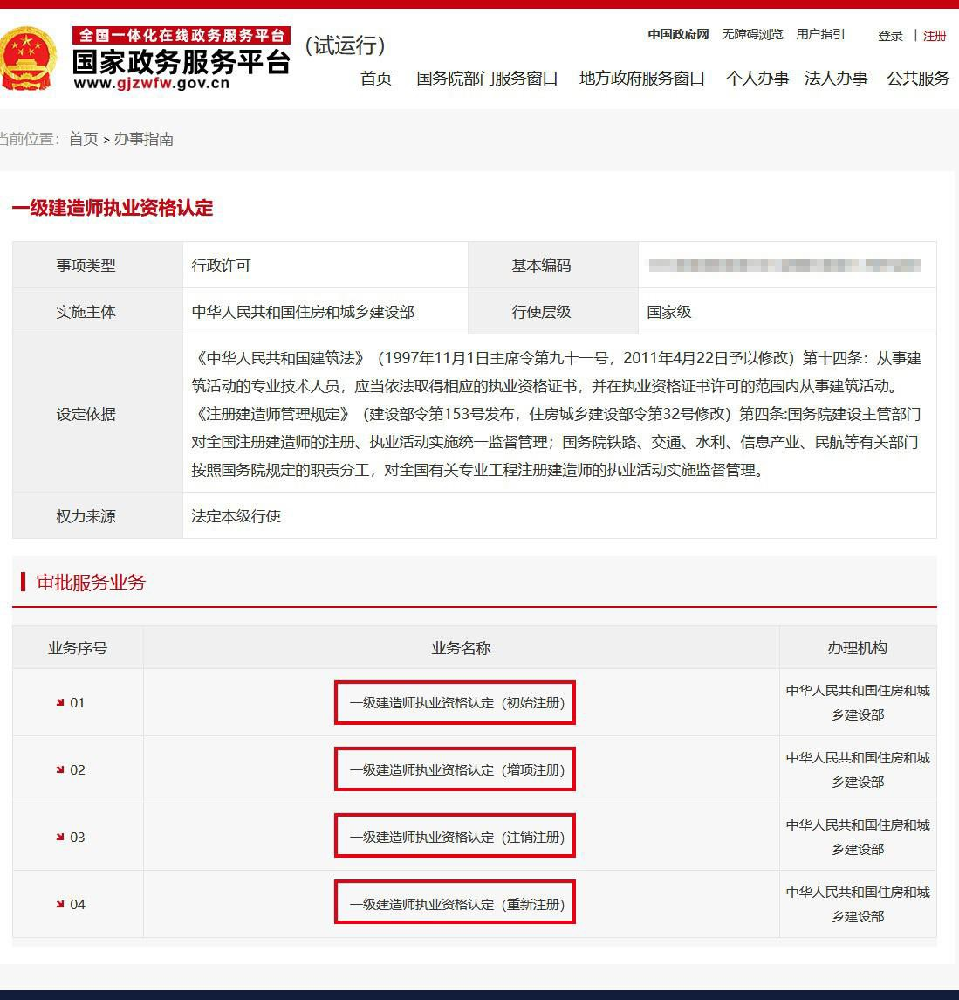 全国一体化在线政务服务平台
国家政务服务平台
www.gjzwfw.gov.cn
(试运行)
中国政府网 无障碍浏览 用户指引 登录 | 注册
首页 国务院部门服务窗口 地方政府服务窗口 个人办事 法人办事 公共服务
当前位置：首页 > 办事指南
一级建造师执业资格认定
事项类型 行政许可 基本编码
实施主体 中华人民共和国住房和城乡建设部 行使层级 国家级
设定依据
《中华人民共和国建筑法》（1997年11月1日主席令第九十一号，2011年4月22日予以修改）第十四条：从事建
筑活动的专业技术人员，应当依法取得相应的执业资格证书，并在执业资格证书许可的范围内从事建筑活动。
《注册建造师管理规定》（建设部令第153号发布，住房城乡建设部令第32号修改）第四条:国务院建设主管部门
对全国注册建造师的注册、执业活动实施统一监督管理；国务院铁路、交通、水利、信息产业、民航等有关部门
按照国务院规定的职责分工，对全国有关专业工程注册建造师的执业活动实施监督管理。
权力来源 法定本级行使
审批服务业务
业务序号 业务名称 办理机构
01 一级建造师执业资格认定（初始注册） 中华人民共和国住房和城
乡建设部
02 一级建造师执业资格认定（增项注册） 中华人民共和国住房和城
乡建设部
03 一级建造师执业资格认定（注销注册） 中华人民共和国住房和城
乡建设部
04 一级建造师执业资格认定（重新注册） 中华人民共和国住房和城
乡建设部